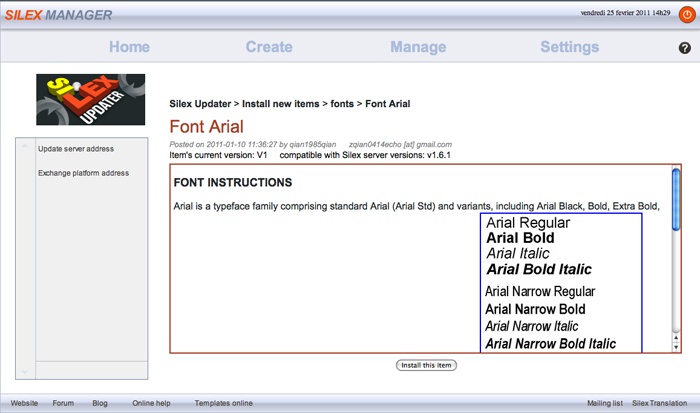 SILEX MANAGER
vendredi 25 fevrier 2011 14h29
Home Create Manage Settings
?
SILEX
UPDATER
Update server address
Exchange platform address
Silex Updater > Install new items > fonts > Font Arial
Font Arial
Posted on 2011-01-10 11:36:27 by qian1985qian zqian0414echo [at] gmail.com
Item's current version: V1 compatible with Silex server versions: v1.6.1
FONT INSTRUCTIONS
Arial is a typeface family comprising standard Arial (Arial Std) and variants, including Arial Black, Bold, Extra Bold,
Arial Regular
Arial Bold
Arial Italic
Arial Bold Italic
Arial Narrow Regular
Arial Narrow Bold
Arial Narrow Italic
Arial Narrow Bold Italic
Install this item
Website Forum Blog Online help Templates online Mailing list Silex Translation